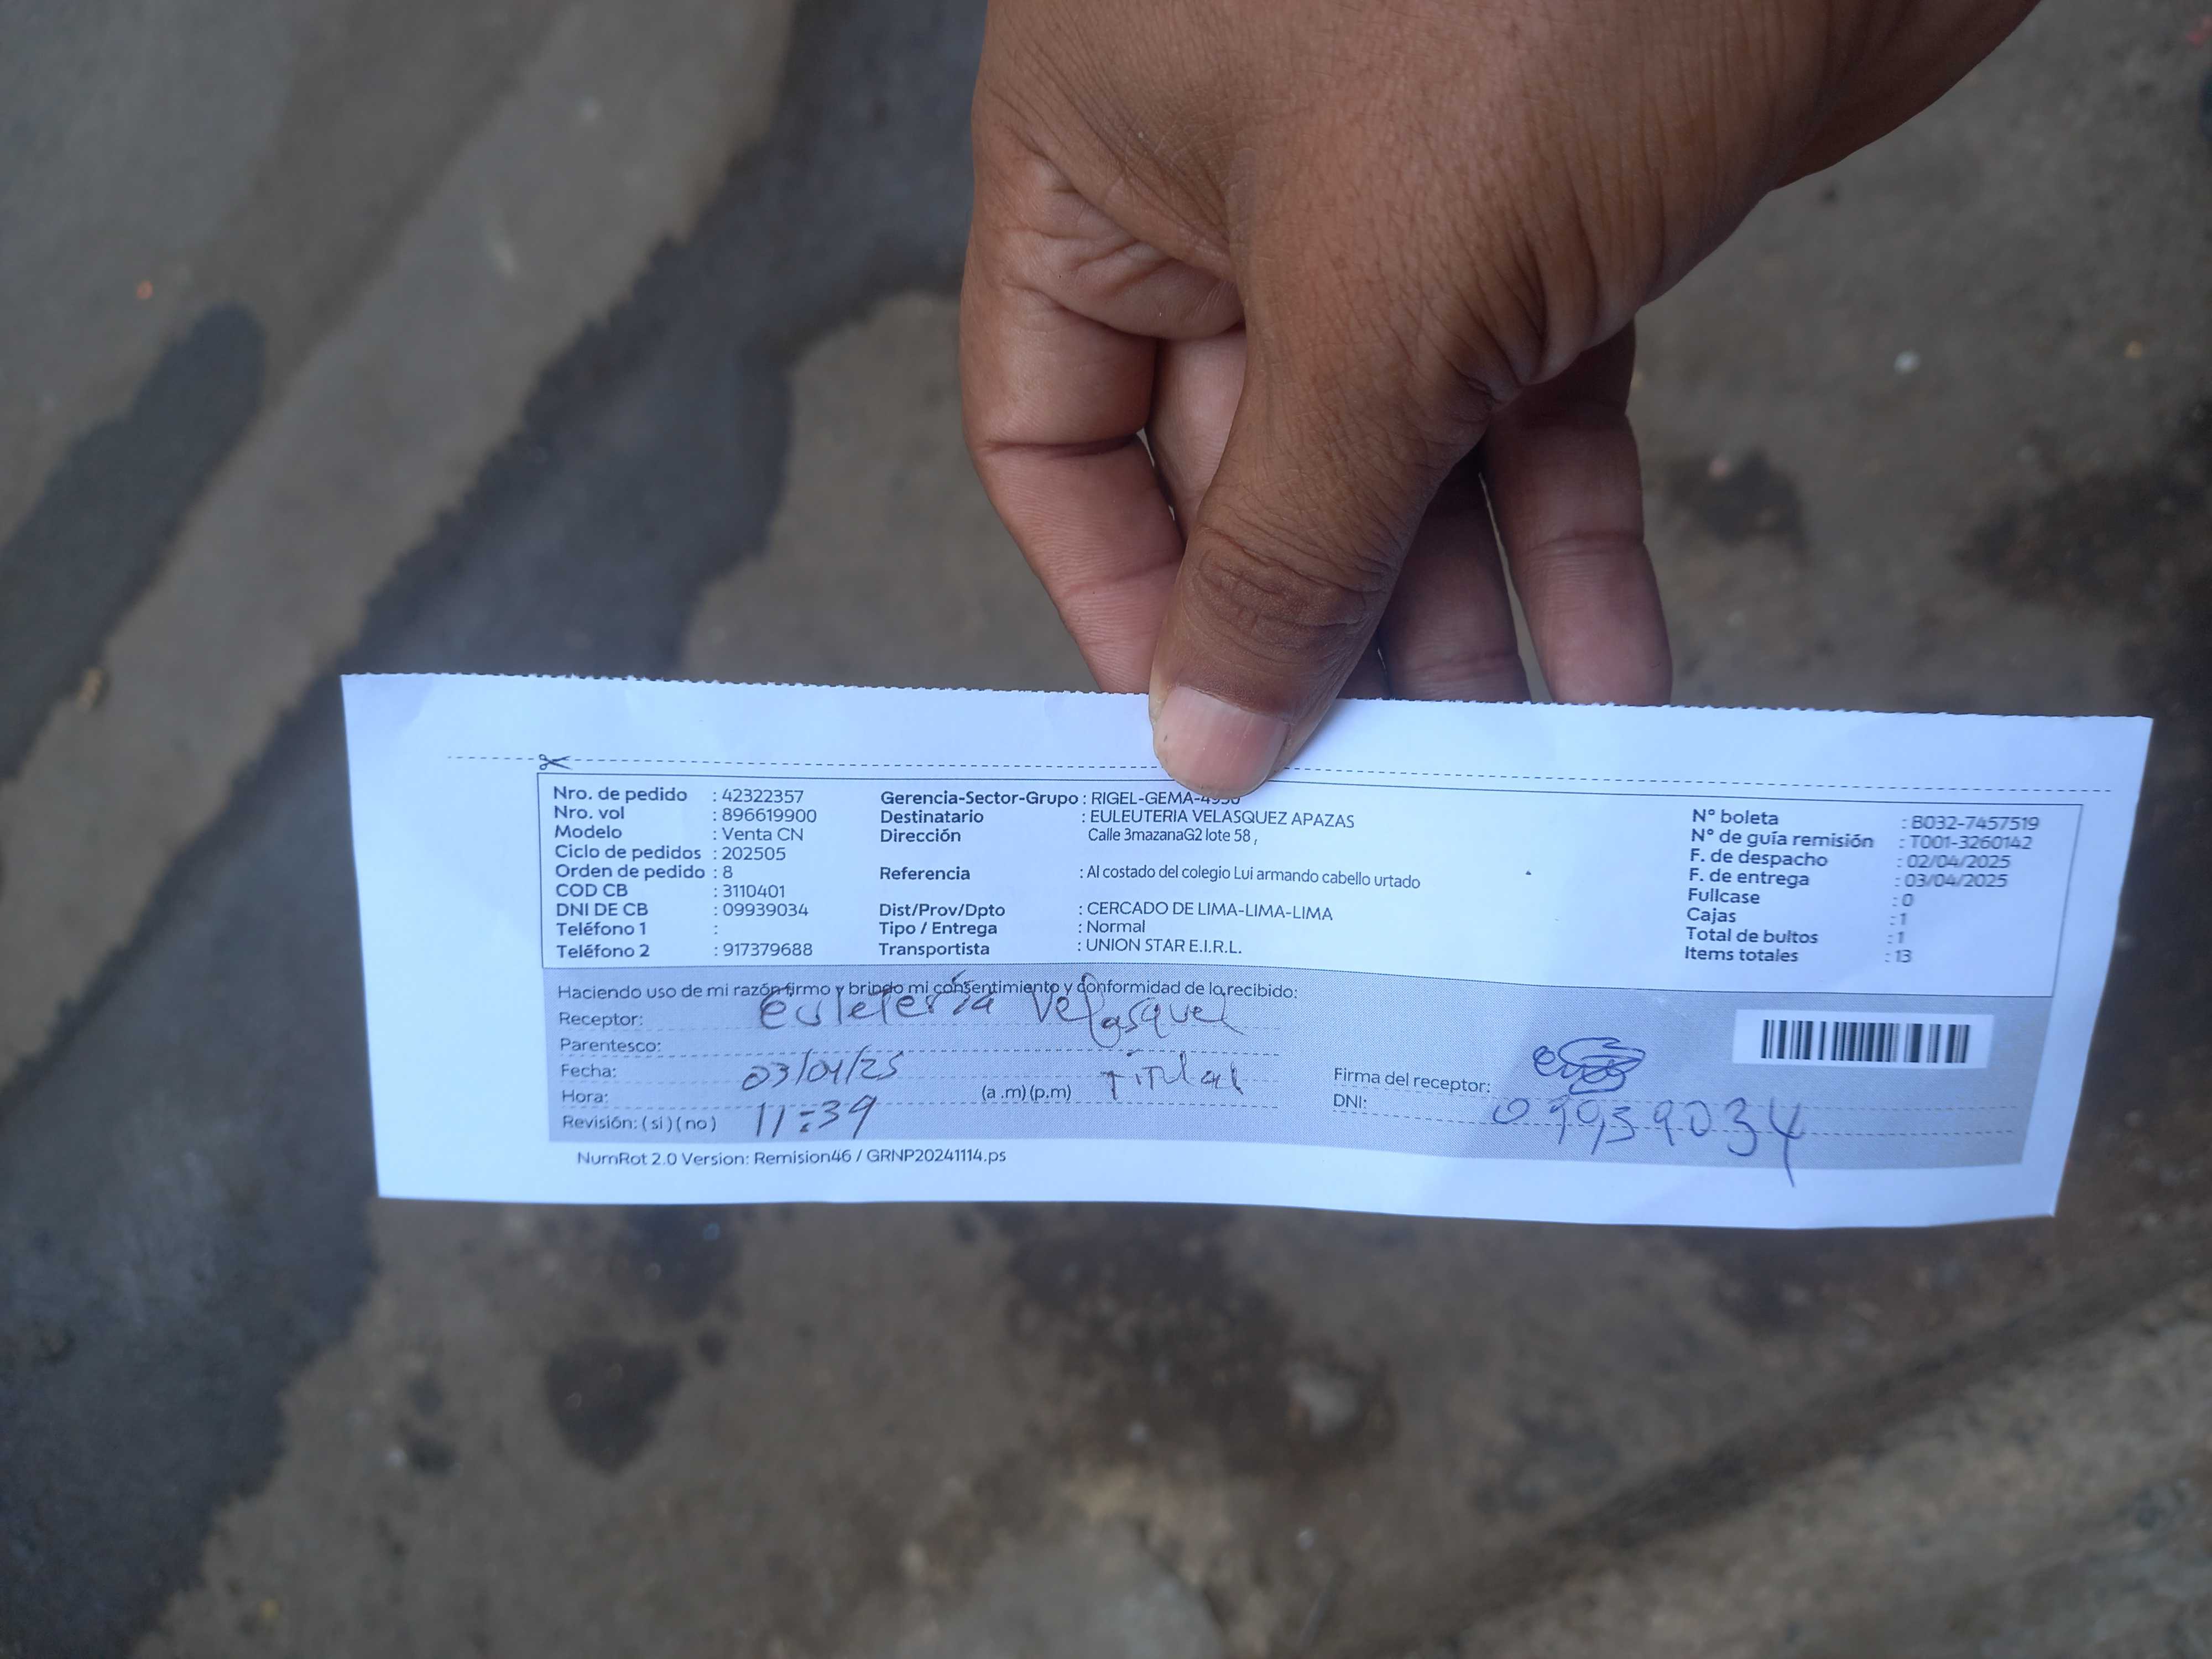 Nro. de pedido : 42322357
Nro. vol : 896619900
Modelo : Venta CN
Ciclo de pedidos : 202505
Orden de pedido : 8
COD CB : 3110401
DNI DE CB : 09939034
Teléfono 1 :
Teléfono 2 : 917379688
Gerencia-Sector-Grupo : RIGEL-GEMA-4950
Destinatario : EULEUTERIA VELASQUEZ APAZAS
Dirección Calle 3mazanaG2 lote 58 ,
Referencia : Al costado del colegio Lui armando cabello urtado
Dist/Prov/Dpto : CERCADO DE LIMA-LIMA-LIMA
Tipo / Entrega : Normal
Transportista : UNION STAR E.I.R.L.
N° boleta : B032-7457519
N° de guía remisión : T001-3260142
F. de despacho : 02/04/2025
F. de entrega : 03/04/2025
Fullcase : 0
Cajas : 1
Total de bultos : 1
Items totales : 13
Haciendo uso de mi razón firmo y brindo mi consentimiento y conformidad de lo recibido:
Receptor: euleteria Velasquez
Parentesco:
Fecha: 03/04/25 Titular
Hora: (a .m) (p.m)
Revisión: ( si ) ( no ) 11:39
Firma del receptor:
DNI: 09939034
NumRot 2.0 Version: Remision46 / GRNP20241114.ps